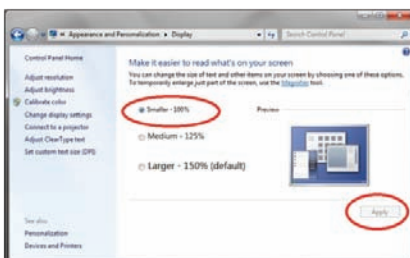 « Appearance and Personalization ▸ Display
Search Control Panel
Control Panel Home
Adjust resolution
Adjust brightness
Calibrate color
Change display settings
Connect to a projector
Adjust ClearType text
Set custom text size (DPI)
See also
Personalization
Devices and Printers
Make it easier to read what's on your screen
You can change the size of text and other items on your screen by choosing one of these options.
To temporarily enlarge just part of the screen, use the Magnifier tool.
Smaller - 100%
Preview
Medium - 125%
Larger - 150% (default)
Apply